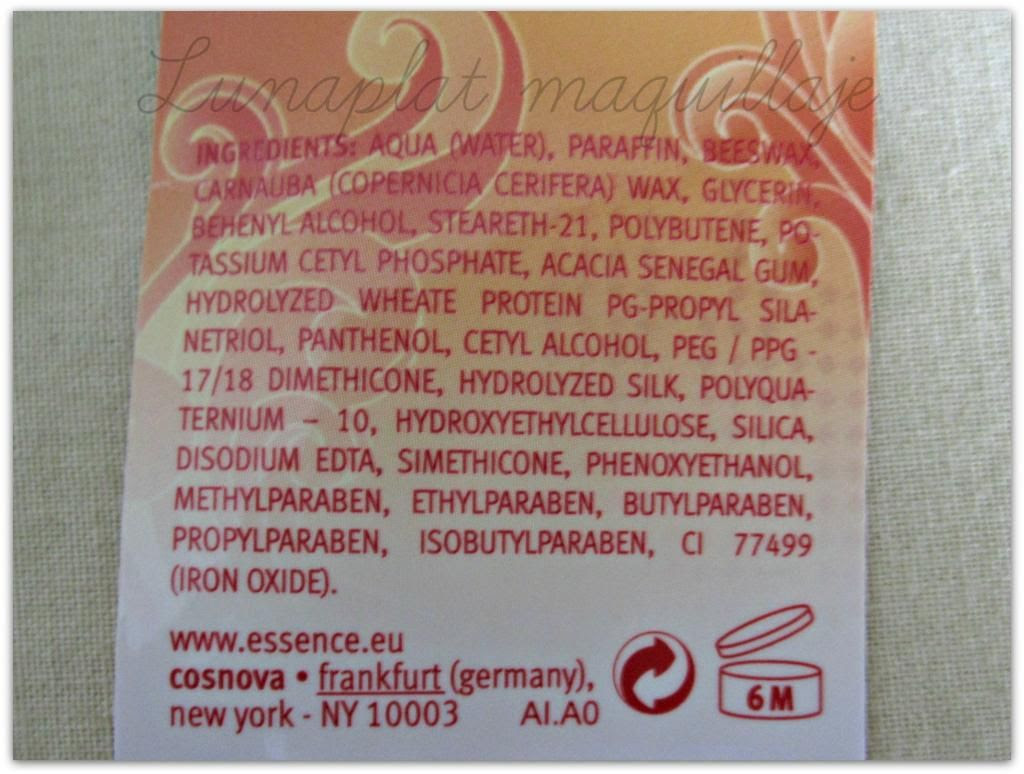 Lunaplat maquillaje
INGREDIENTS: AQUA (WATER), PARAFFIN, BEESWAX,
CARNAUBA (COPERNICIA CERIFERA) WAX, GLYCERIN,
BEHENYL ALCOHOL, STEARETH-21, POLYBUTENE, PO-
TASSIUM CETYL PHOSPHATE, ACACIA SENEGAL GUM,
HYDROLYZED WHEATE PROTEIN PG-PROPYL SILA-
NETRIOL, PANTHENOL, CETYL ALCOHOL, PEG / PPG -
17/18 DIMETHICONE, HYDROLYZED SILK, POLYQUA-
TERNIUM – 10, HYDROXYETHYLCELLULOSE, SILICA,
DISODIUM EDTA, SIMETHICONE, PHENOXYETHANOL,
METHYLPARABEN, ETHYLPARABEN, BUTYLPARABEN,
PROPYLPARABEN, ISOBUTYLPARABEN, CI 77499
(IRON OXIDE).
www.essence.eu
cosnova • frankfurt (germany),
new york - NY 10003 AI.A0
6M